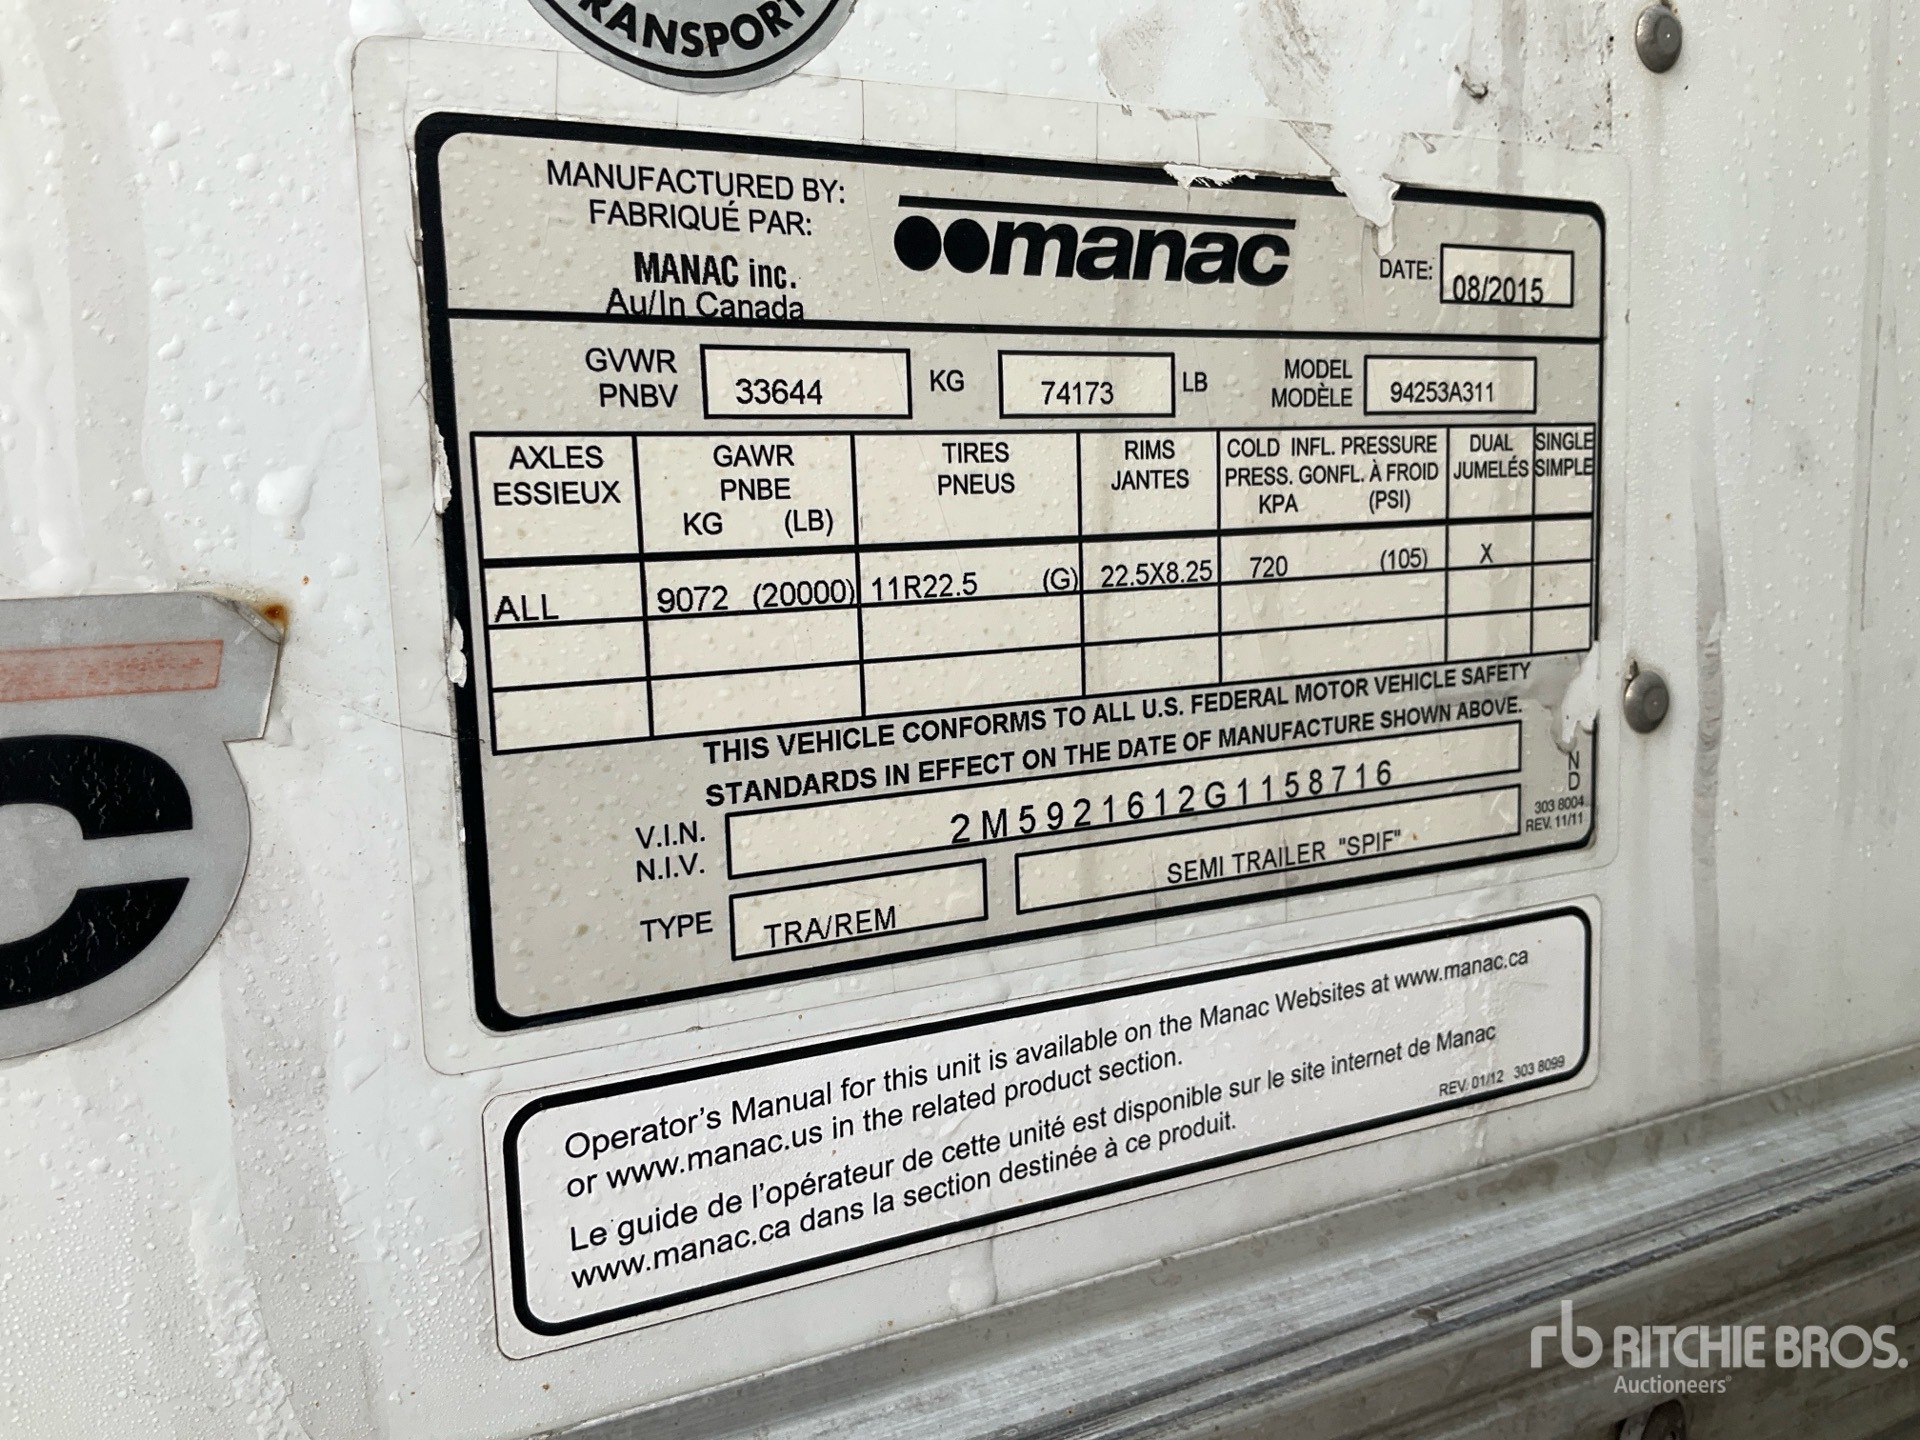 TRANSPORT
MANUFACTURED BY:
FABRIQUÉ PAR:
MANAC inc.
Au/In Canada
manac
DATE: 08/2015
GVWR
PNBV
33644 KG 74173 LB
MODEL
MODÈLE
94253A311
AXLES
ESSIEUX
GAWR
PNBE
KG (LB)
TIRES
PNEUS
RIMS
JANTES
COLD INFL. PRESSURE
PRESS. GONFL. À FROID
KPA (PSI)
DUAL
JUMELÉS
SINGLE
SIMPLE
ALL 9072 (20000) 11R22.5 (G) 22.5X8.25 720 (105) X
THIS VEHICLE CONFORMS TO ALL U.S. FEDERAL MOTOR VEHICLE SAFETY
STANDARDS IN EFFECT ON THE DATE OF MANUFACTURE SHOWN ABOVE.
V.I.N.
N.I.V.
2M5921612G1158716
N
D
303 8004
REV. 11/11
TYPE TRA/REM SEMI TRAILER "SPIF"
Operator's Manual for this unit is available on the Manac Websites at www.manac.ca
or www.manac.us in the related product section.
Le guide de l'opérateur de cette unité est disponible sur le site internet de Manac
www.manac.ca dans la section destinée à ce produit.
REV. 01/12 303 8099
C
rb RITCHIE BROS.
Auctioneers